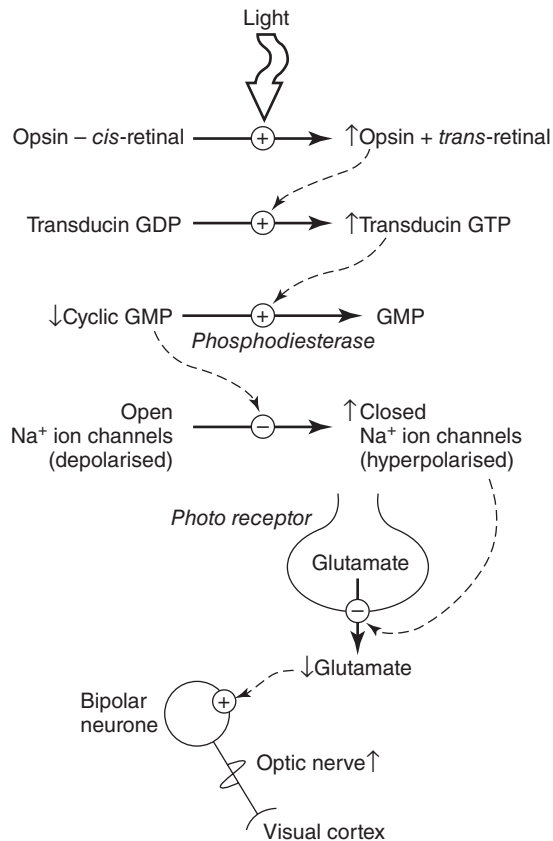 Light
Opsin – cis-retinal + ↑Opsin + trans-retinal
Transducin GDP + ↑Transducin GTP
↓Cyclic GMP + GMP
Phosphodiesterase
Open
Na⁺ ion channels
(depolarised)
−
↑Closed
Na⁺ ion channels
(hyperpolarised)
Photo receptor
Glutamate
−
↓Glutamate
Bipolar
neurone
+
Optic nerve↑
Visual cortex